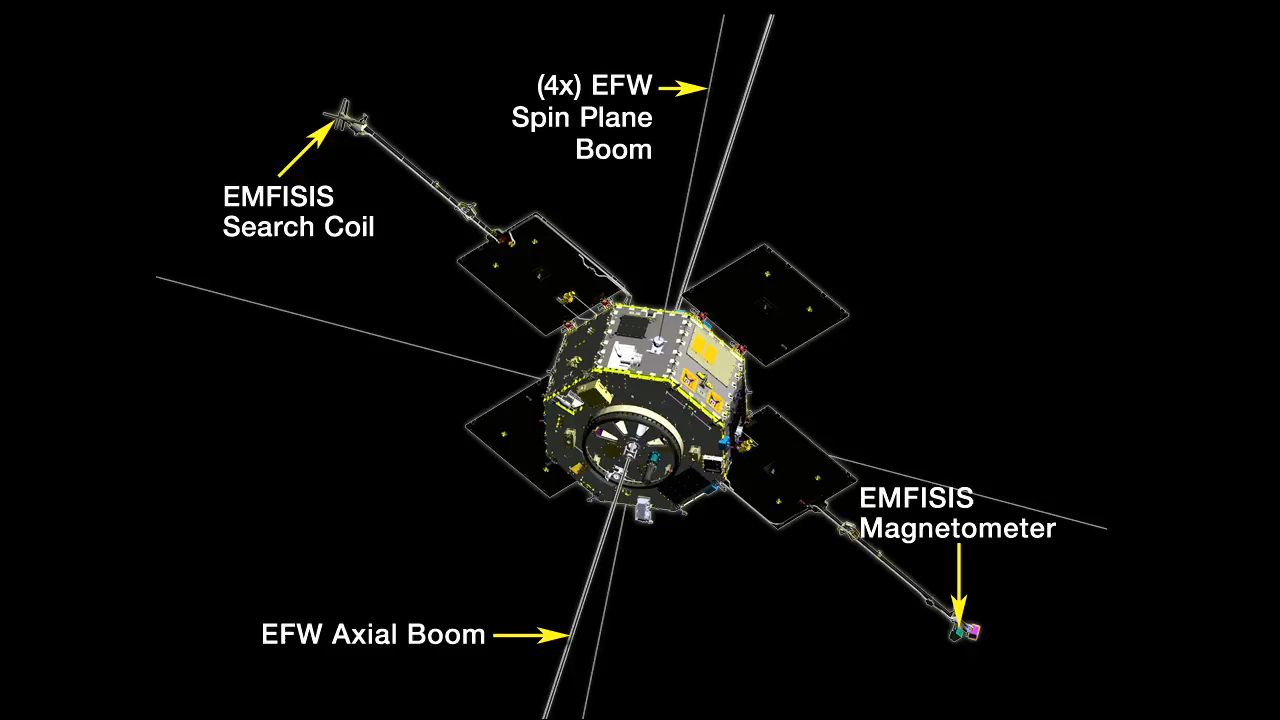 (4x) EFW
Spin Plane
Boom
EMFISIS
Search Coil
EMFISIS
Magnetometer
EFW Axial Boom